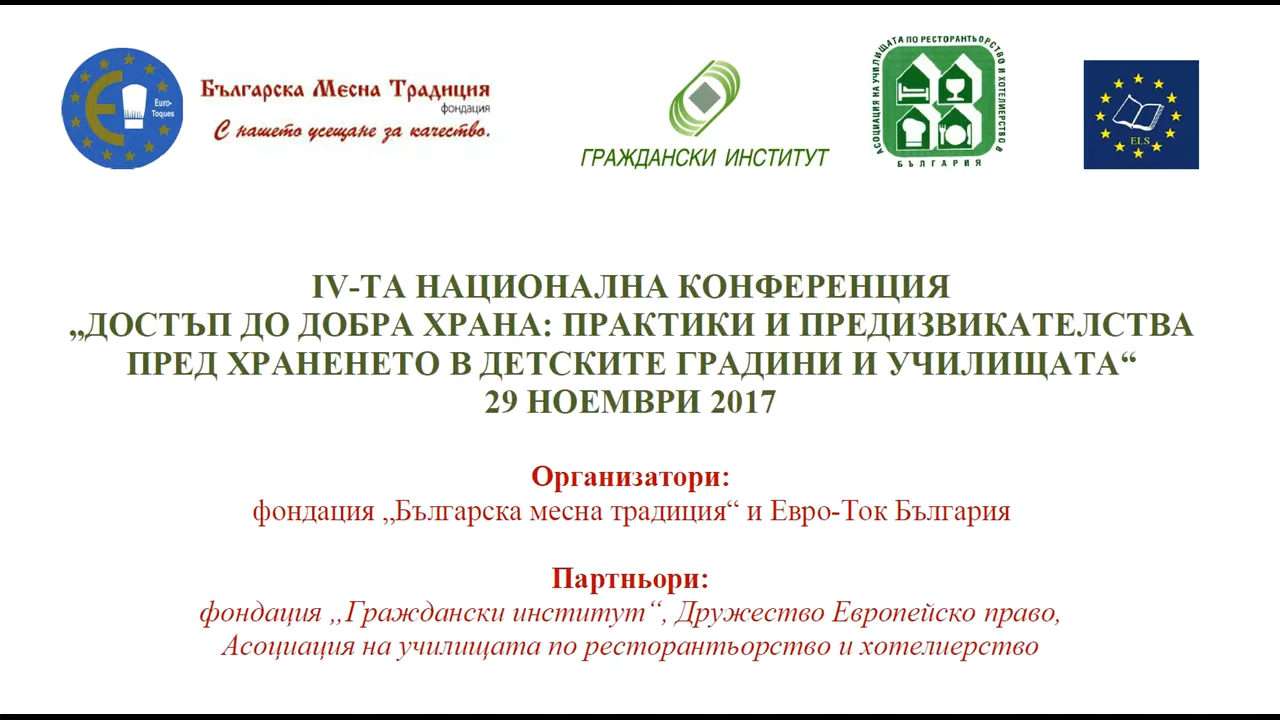 Euro-
Toques
Българска Месна Традиция
фондация
С нашето усещане за качество.
ГРАЖДАНСКИ ИНСТИТУТ
АСОЦИАЦИЯ НА УЧИЛИЩАТА ПО РЕСТОРАНТЬОРСТВО И ХОТЕЛИЕРСТВО В
БЪЛГАРИЯ
ELS
IV-ТА НАЦИОНАЛНА КОНФЕРЕНЦИЯ
„ДОСТЪП ДО ДОБРА ХРАНА: ПРАКТИКИ И ПРЕДИЗВИКАТЕЛСТВА
ПРЕД ХРАНЕНЕТО В ДЕТСКИТЕ ГРАДИНИ И УЧИЛИЩАТА“
29 НОЕМВРИ 2017
Организатори:
фондация „Българска месна традиция“ и Евро-Ток България
Партньори:
фондация „Граждански институт“, Дружество Европейско право,
Асоциация на училищата по ресторантьорство и хотелиерство